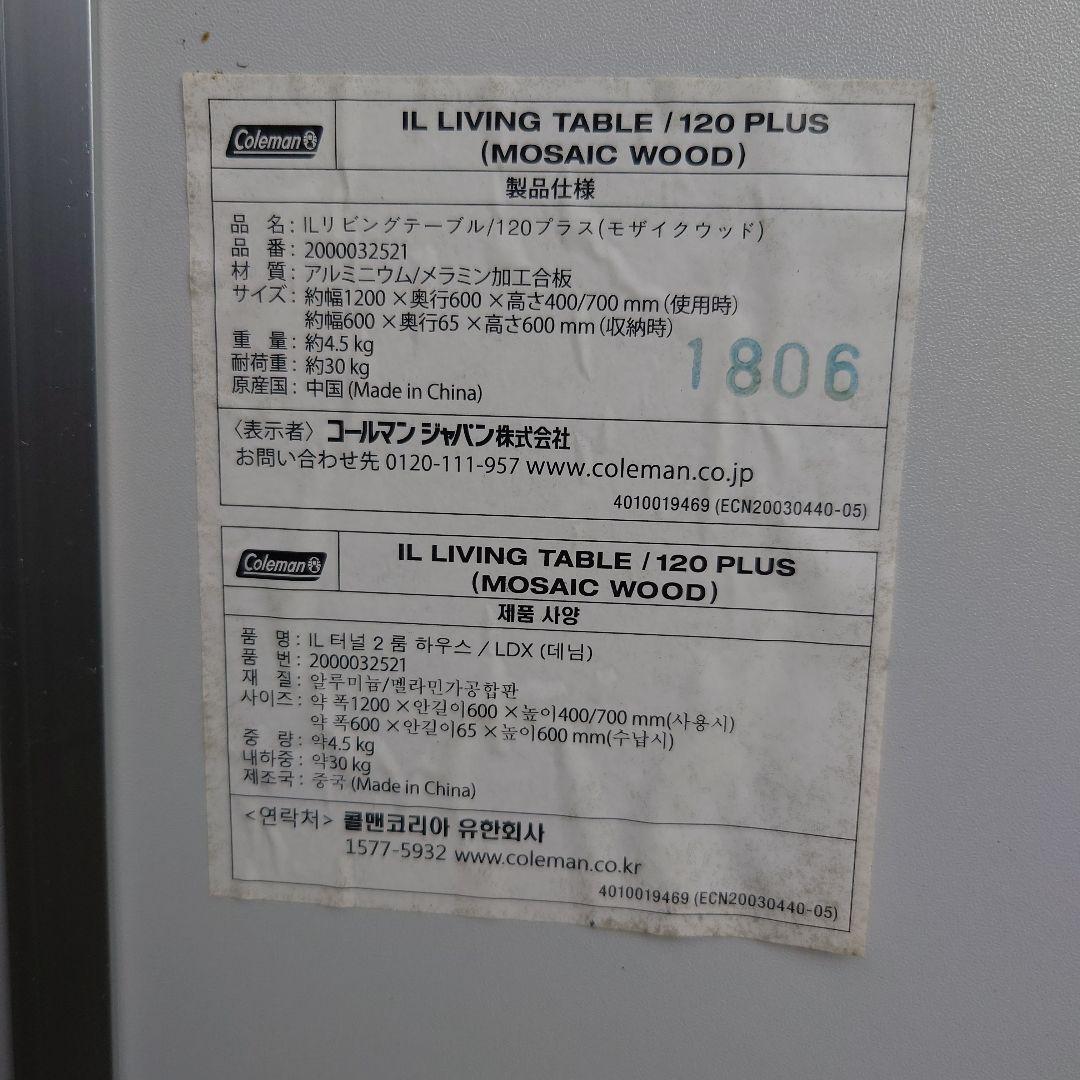 Coleman
IL LIVING TABLE / 120 PLUS
(MOSAIC WOOD)
製品仕様
品 名: ILリビングテーブル/120プラス(モザイクウッド)
品 番: 2000032521
材 質: アルミニウム/メラミン加工合板
サイズ: 約幅1200 × 奥行600 × 高さ400/700 mm (使用時)
約幅600 × 奥行65 × 高さ600 mm (収納時)
重 量: 約4.5 kg
耐荷重: 約30 kg
原産国: 中国 (Made in China)
1806
〈表示者〉 コールマン ジャパン株式会社
お問い合わせ先 0120-111-957 www.coleman.co.jp
4010019469 (ECN20030440-05)
Coleman
IL LIVING TABLE / 120 PLUS
(MOSAIC WOOD)
제품 사양
품 명: IL 터널 2 룸 하우스 / LDX (데님)
품 번: 2000032521
재 질: 알루미늄/멜라민가공합판
사이즈: 약 폭1200 × 안길이600 × 높이400/700 mm(사용시)
약 폭600 × 안길이65 × 높이600 mm(수납시)
중 량: 약4.5 kg
내하중: 약30 kg
제조국: 중국 (Made in China)
<연락처> 콜맨코리아 유한회사
1577-5932 www.coleman.co.kr
4010019469 (ECN20030440-05)